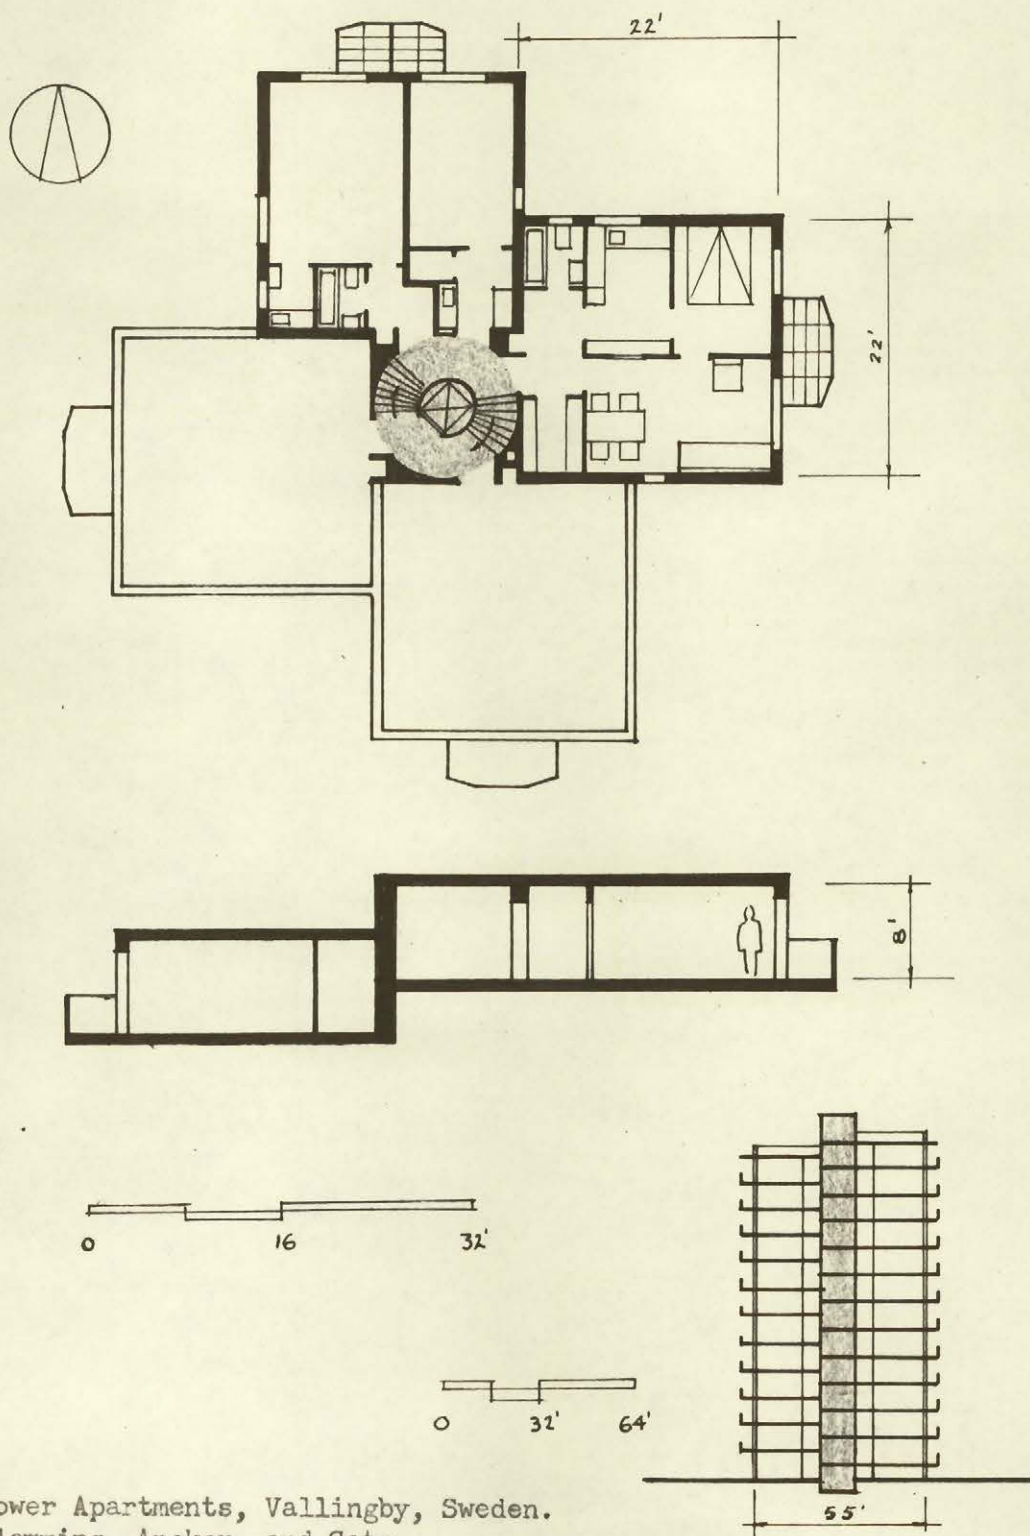 22'
22'
8'
0 16 32'
0 32' 64'
55'
ower Apartments, Vallingby, Sweden.